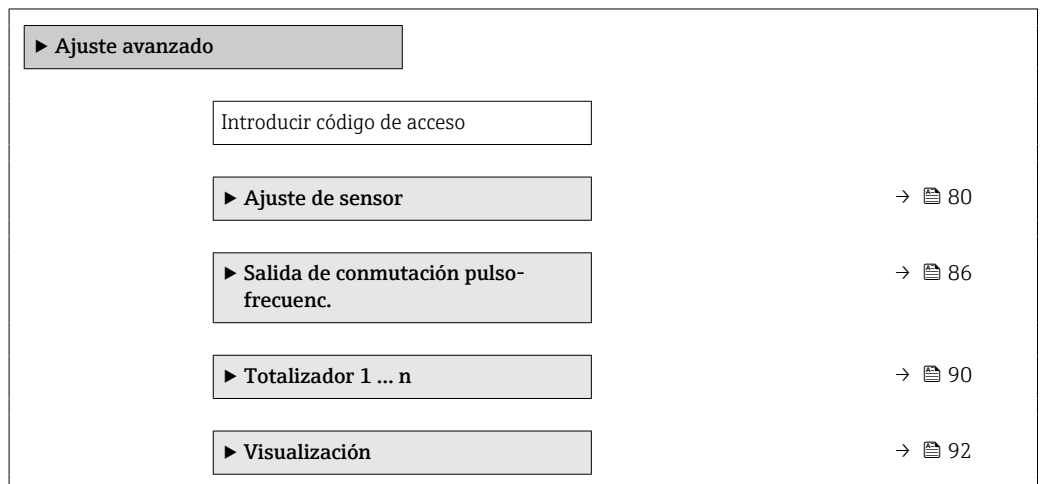 ▶ Ajuste avanzado
Introducir código de acceso
▶ Ajuste de sensor → 80
▶ Salida de conmutación pulso- → 86
frecuenc.
▶ Totalizador 1 … n → 90
▶ Visualización → 92